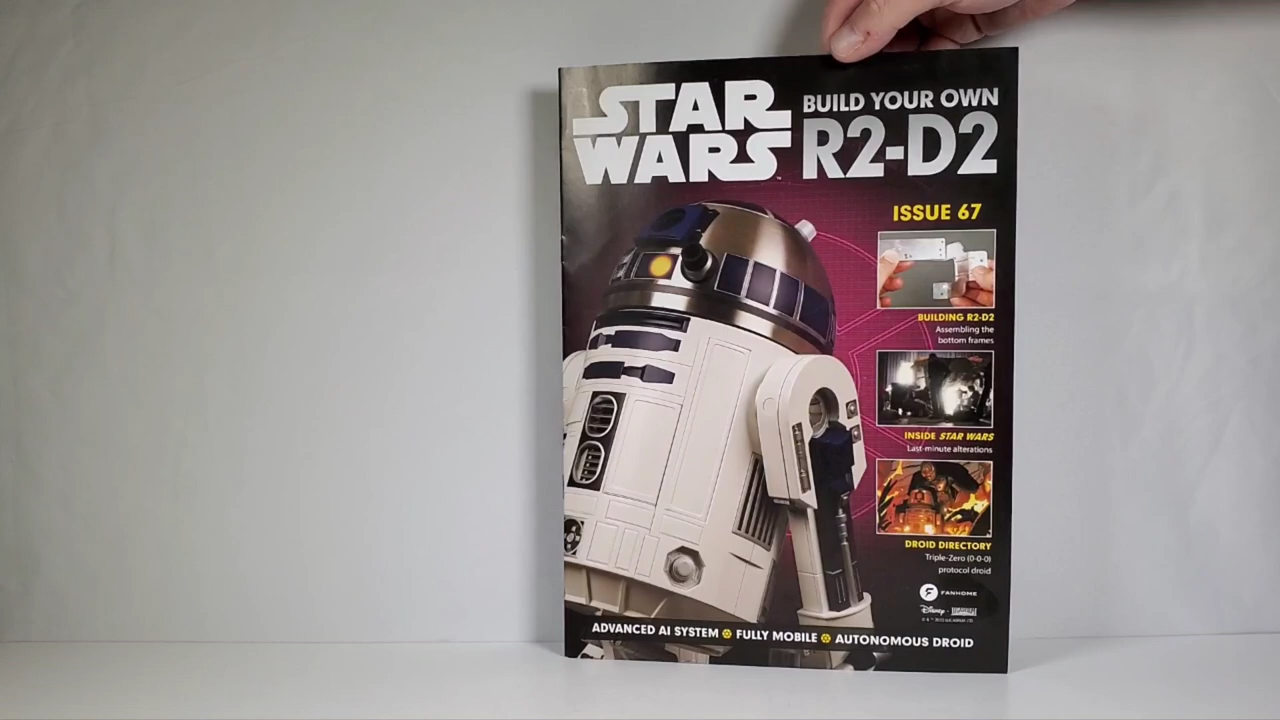 STAR
WARS
BUILD YOUR OWN
R2-D2
ISSUE 67
BUILDING R2-D2
Assembling the
bottom frames
INSIDE STAR WARS
Last-minute alterations
DROID DIRECTORY
Triple-Zero (0-0-0)
protocol droid
FANHOME
Disney
ADVANCED AI SYSTEM FULLY MOBILE AUTONOMOUS DROID